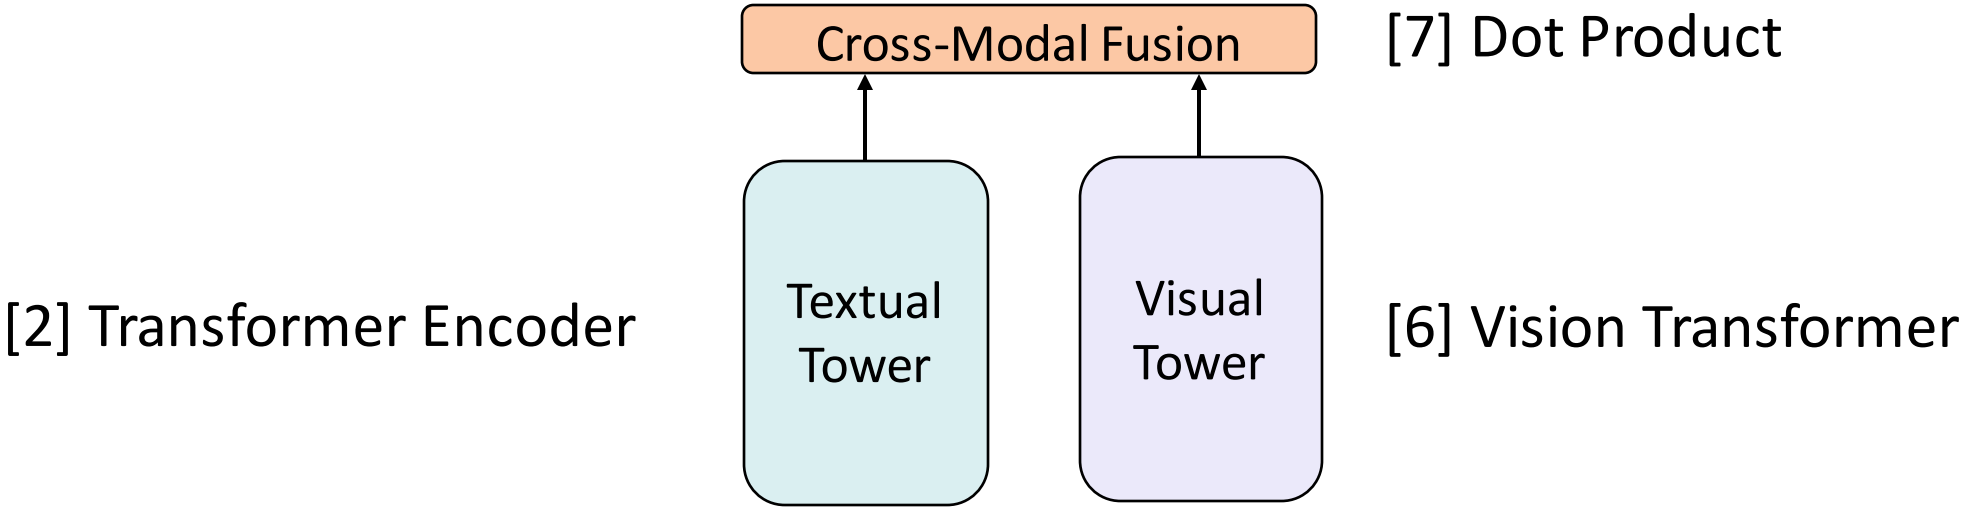 Cross-Modal Fusion
[7] Dot Product
[2] Transformer Encoder
Textual
Tower
Visual
Tower
[6] Vision Transformer